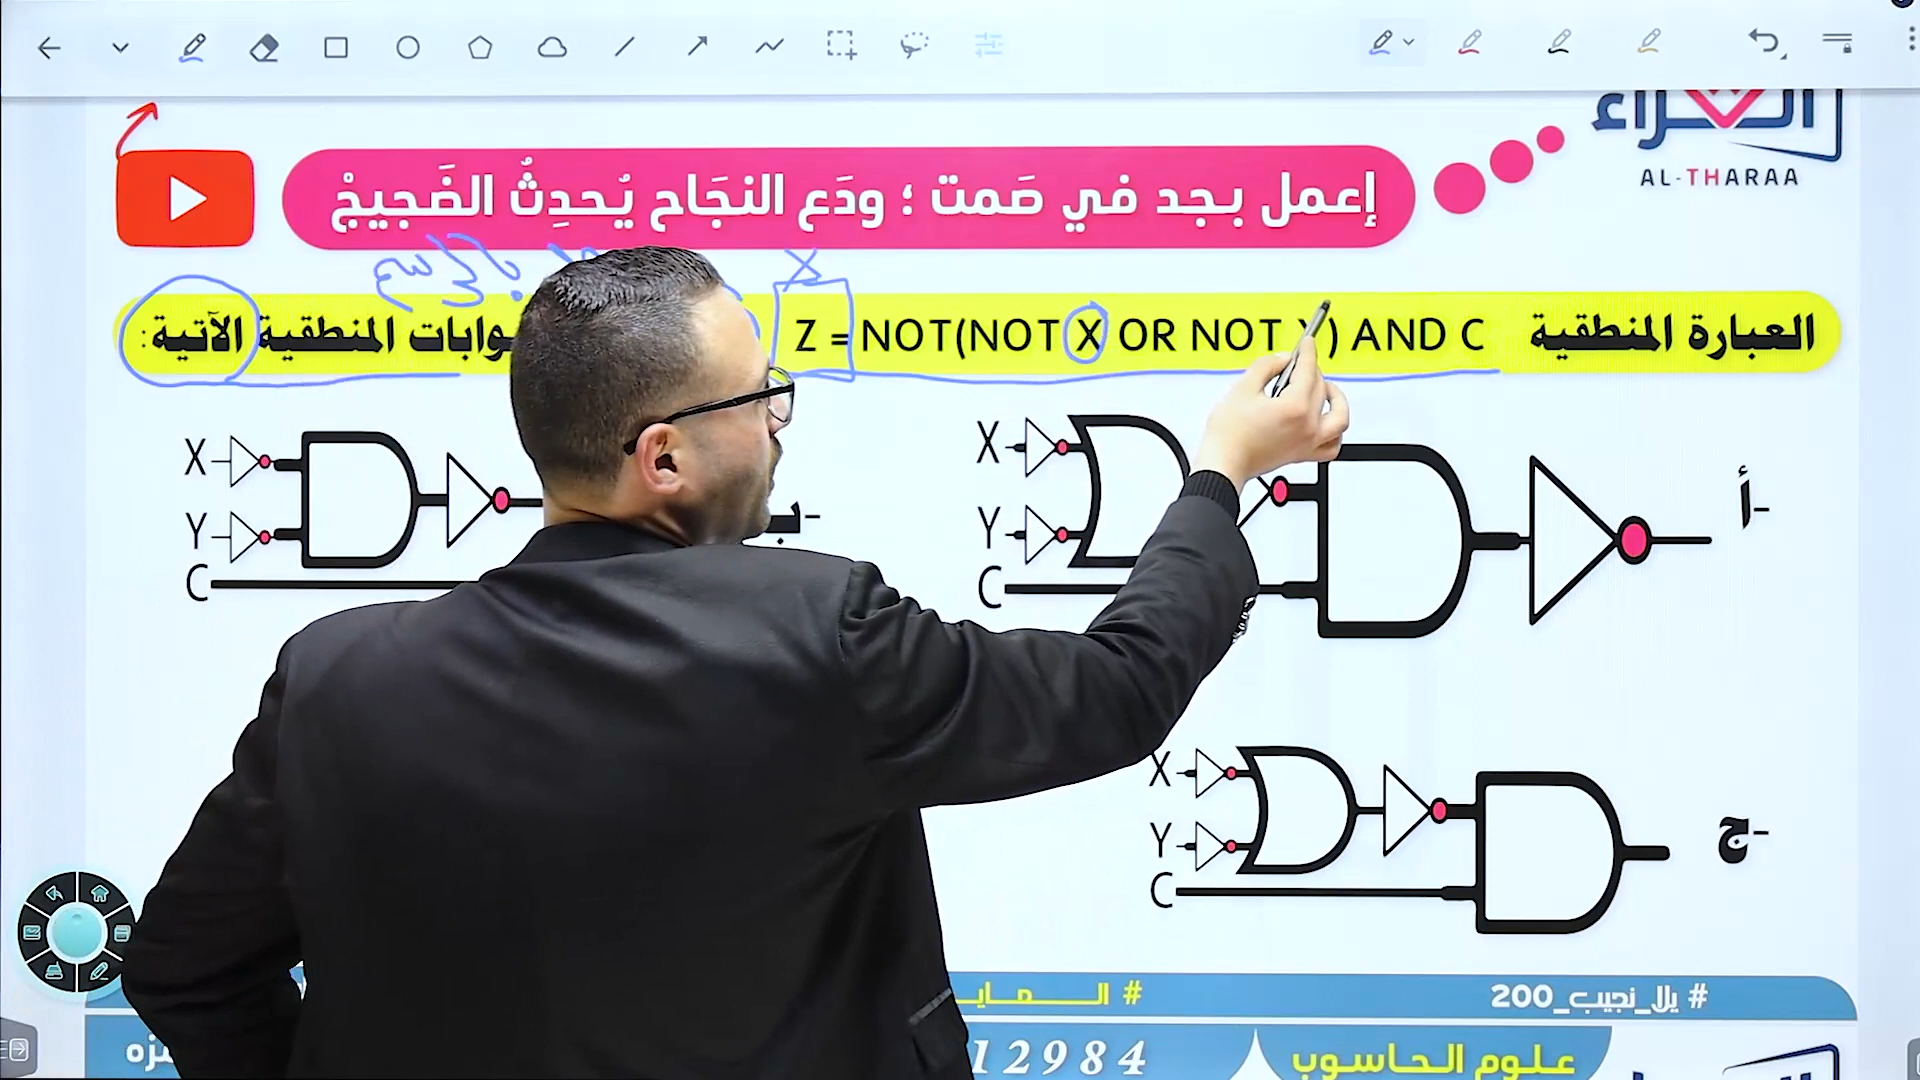 الثراء
AL-THARAA
إعمل بجد في صَمت ؛ ودَع النجَاح يُحدِثُ الضَجيجْ
العبارة المنطقية Z = NOT(NOT X OR NOT Y) AND C المنطقية الآتية :
X
X
Y
C
أ-
X
Y
C
ب-
X
Y
C
ج-
# يلا_نجيب_200
#
علوم الحاسوب
12984